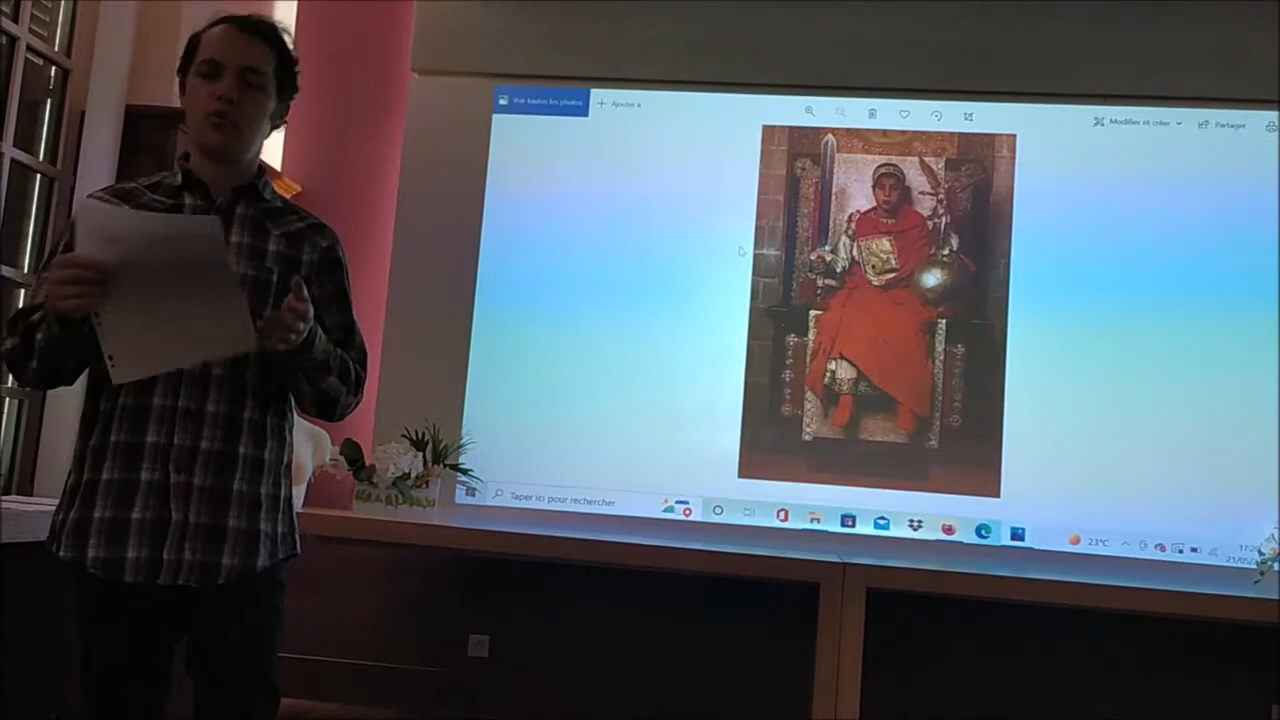 Voir toutes les photos
Ajouter à
Modifier et créer
Partager
Taper ici pour rechercher
23°C